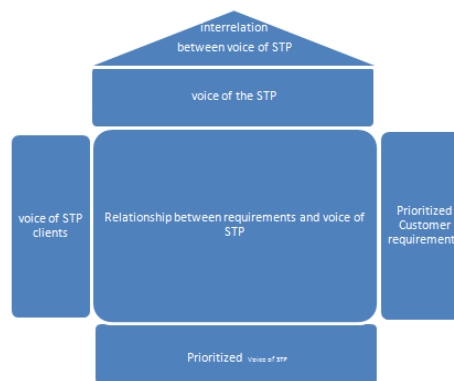 interrelation
between voice of STP
voice of the STP
voice of STP
clients
Relationship between requirements and voice of
STP
Prioritized
Customer
requirement
Prioritized Voice of STP